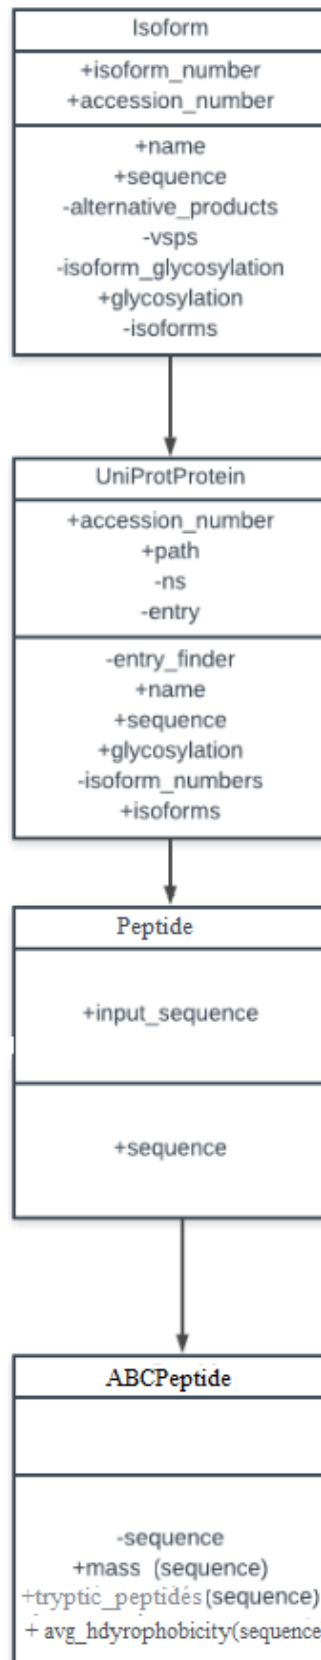 Isoform
+isoform_number
+accession_number
+name
+sequence
-alternative_products
-vsps
-isoform_glycosylation
+glycosylation
-isoforms
UniProtProtein
+accession_number
+path
-ns
-entry
-entry_finder
+name
+sequence
+glycosylation
-isoform_numbers
+isoforms
Peptide
+input_sequence
+sequence
ABCPeptide
-sequence
+mass (sequence)
+tryptic_peptides(sequence)
+ avg_hdyrophobicity(sequence